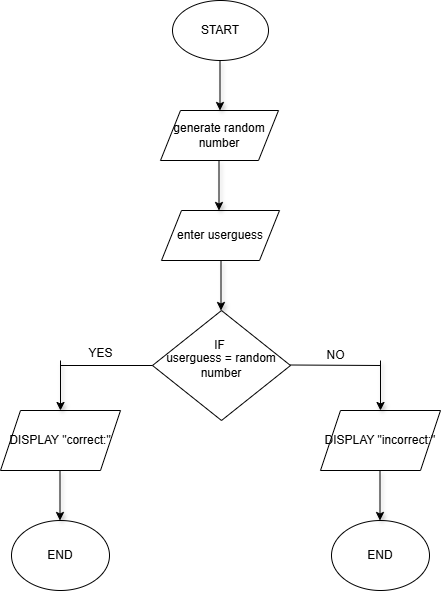 START
generate random
number
enter userguess
IF
userguess = random
number
YES
NO
DISPLAY "correct:"
DISPLAY "incorrect:"
END
END